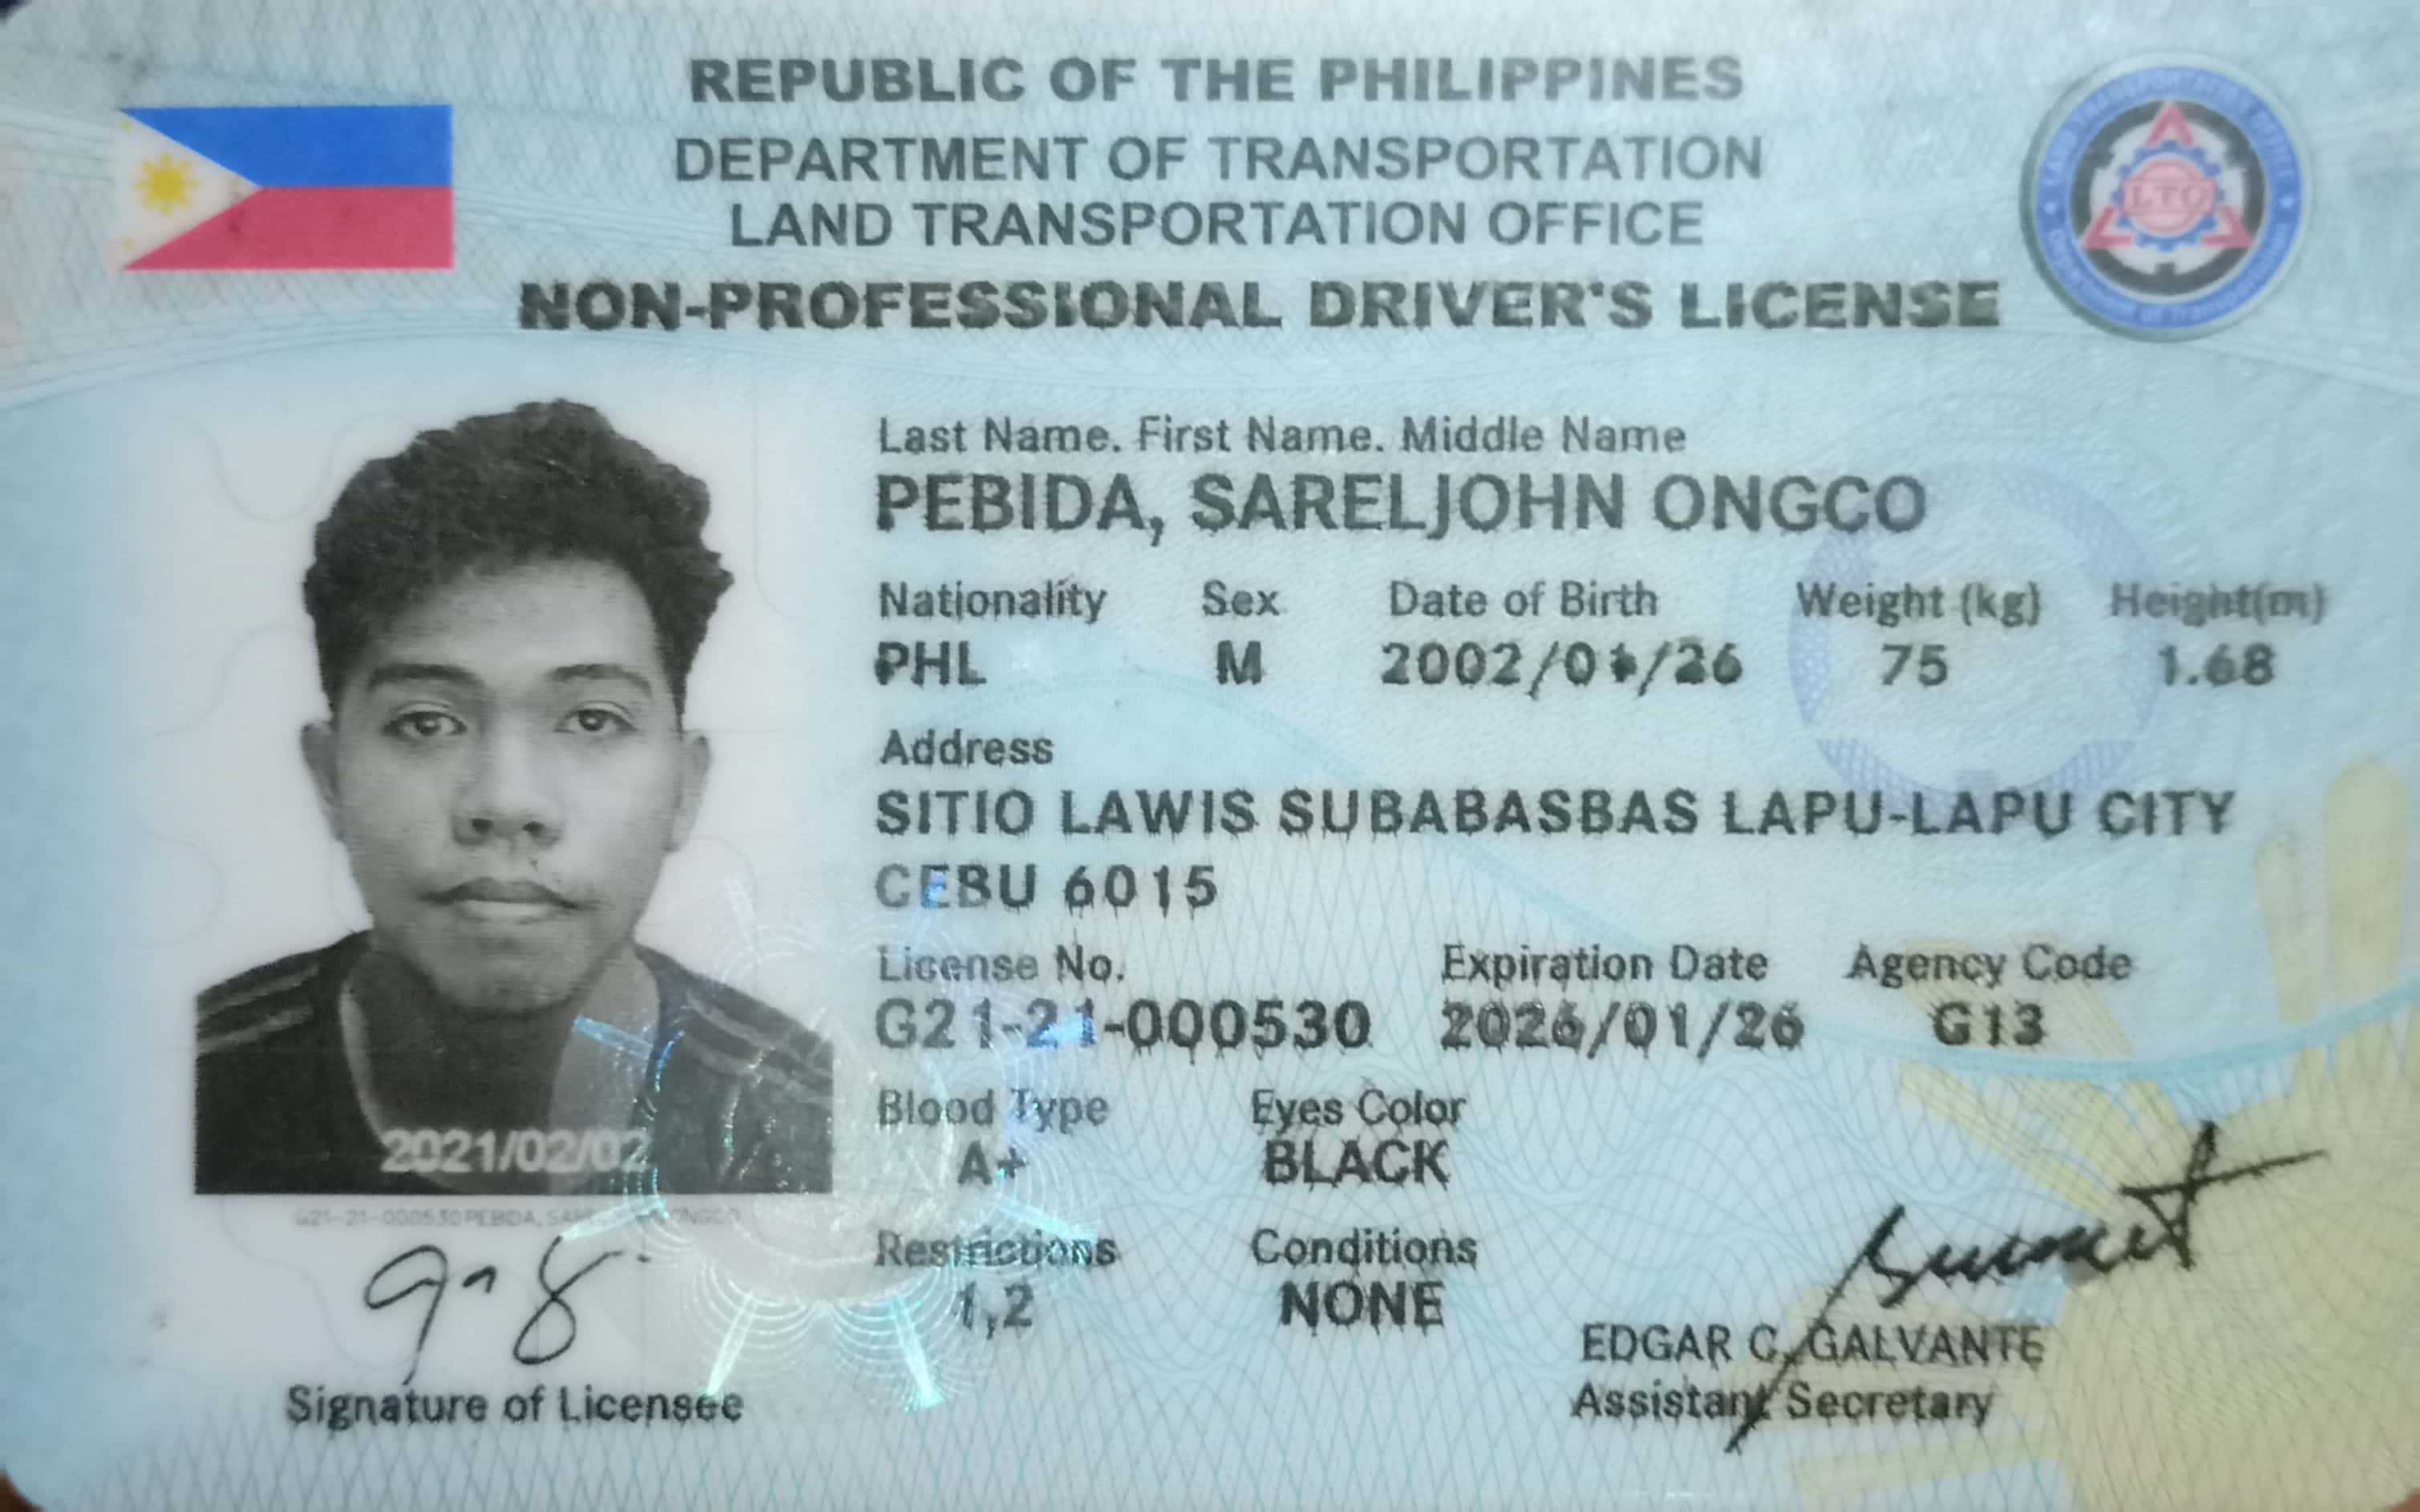 REPUBLIC OF THE PHILIPPINES
DEPARTMENT OF TRANSPORTATION
LAND TRANSPORTATION OFFICE
NON-PROFESSIONAL DRIVER'S LICENSE
LTO
Last Name. First Name. Middle Name
PEBIDA, SARELJOHN ONGCO
Nationality Sex Date of Birth Weight (kg) Height(m)
PHL M 2002/01/26 75 1.68
Address
SITIO LAWIS SUBABASBAS LAPU-LAPU CITY
CEBU 6015
License No. Expiration Date Agency Code
G21-21-000530 2026/01/26 G13
Blood Type Eyes Color
A+ BLACK
Restrictions Conditions
1,2 NONE
2021/02/02
G21-21-000530 PEBIDA,
Signature of Licensee
EDGAR C. GALVANTE
Assistant Secretary